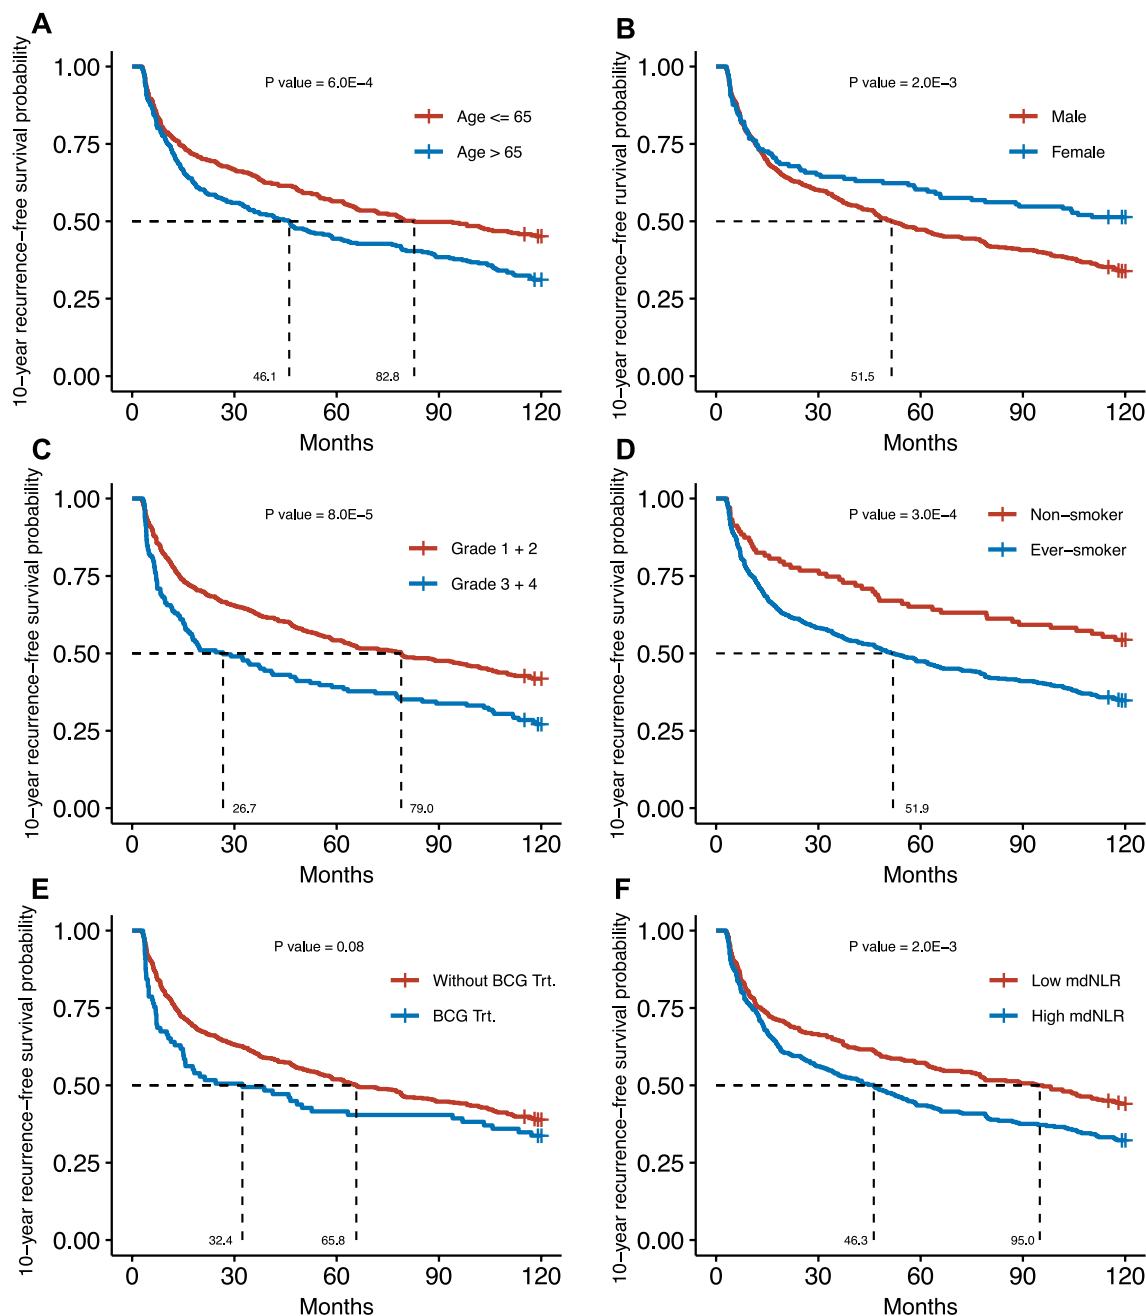 A
10−year recurrence−free survival probability
1.00
0.75
0.50
0.25
0.00
P value = 6.0E−4
Age <= 65
Age > 65
46.1
82.8
0
30
60
90
120
Months
B
10−year recurrence−free rurvival probability
1.00
0.75
0.50
0.25
0.00
P value = 2.0E−3
Male
Female
51.5
0
30
60
90
120
Months
C
10−year recurrence−free survival probability
1.00
0.75
0.50
0.25
0.00
P value = 8.0E−5
Grade 1 + 2
Grade 3 + 4
26.7
79.0
0
30
60
90
120
Months
D
10−year recurrence−free survival probability
1.00
0.75
0.50
0.25
0.00
P value = 3.0E−4
Non−smoker
Ever−smoker
51.9
0
30
60
90
120
Months
E
10−year recurrence−free survival probability
1.00
0.75
0.50
0.25
0.00
P value = 0.08
Without BCG Trt.
BCG Trt.
32.4
65.8
0
30
60
90
120
Months
F
10−year recurrence−free survival probability
1.00
0.75
0.50
0.25
0.00
P value = 2.0E−3
Low mdNLR
High mdNLR
46.3
95.0
0
30
60
90
120
Months